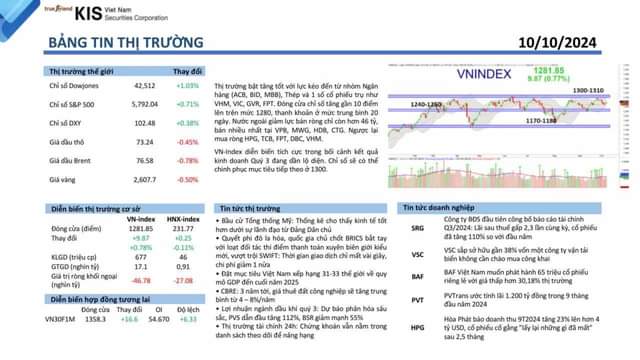 trueFriend KIS Viet Nam
Securities Corporation
BẢNG TIN THỊ TRƯỜNG
10/10/2024
Thị trường thế giới Thay đổi
Chỉ số Dowjones 42,512 +1.03%
Chỉ số S&P 500 5,792.04 +0.71%
Chỉ số DXY 102.48 +0.38%
Giá dầu thô 73.24 -0.45%
Giá dầu Brent 76.58 -0.78%
Giá vàng 2,607.7 -0.50%
Thị trường bật tăng tốt với lực kéo đến từ nhóm Ngân
hàng (ACB, BID, MBB), Thép và 1 số cổ phiếu trụ như
VHM, VIC, GVR, FPT. Đóng cửa chỉ số tăng gần 10 điểm
lên trên mức 1280, thanh khoản ở mức trung bình 20
ngày. Nước ngoài giảm lực bán ròng chỉ còn hơn 46 tỷ,
bán nhiều nhất tại VPB, MWG, HDB, CTG. Ngược lại
mua ròng HPG, TCB, FPT, DBC, VHM.
VN-index diễn biến tích cực trong bối cảnh kết quả
kinh doanh Quý 3 đang dần lộ diện. Chỉ số sẽ có thể
chinh phục mục tiêu tiếp theo ở 1300.
VNINDEX
1281.85
9.87 (0.77%)
1300-1310
1240-1250
1170-1180
Diễn biến thị trường cơ sở
VN-index HNX-index
Đóng cửa (điểm) 1281.85 231.77
Thay đổi +9.87 +0.25
+0.78% +0.11%
KLGD (triệu cp) 677 46
GTGD (nghìn tỷ) 17.1 0,91
Giá trị ròng khối ngoại
(nghìn tỷ) -46.78 -27.08
Diễn biến hợp đồng tương lai
Đóng cửa Thay đổi OI Độ lệch
VN30F1M 1358.3 +16.6 54.670 +6.33
Tin tức thị trường
• Bầu cử Tổng thống Mỹ: Thống kê cho thấy kinh tế tốt
hơn dưới sự lãnh đạo từ Đảng Dân chủ
• Quyết phi đô la hóa, quốc gia chủ chốt BRICS bắt tay
với loạt đối tác thí điểm thanh toán xuyên biên giới kiểu
mới, vượt trội SWIFT: Thời gian giao dịch chỉ mất vài giây,
chi phí giảm 1 nửa
• Đặt mục tiêu Việt Nam xếp hạng 31-33 thế giới về quy
mô GDP đến cuối năm 2025
• CBRE: 3 năm tới, giá thuê đất công nghiệp sẽ tăng trung
bình từ 4 – 8%/năm
• Lợi nhuận ngành dầu khí quý 3: Dự báo phân hóa sâu
sắc, PVS dẫn đầu tăng 112%, BSR giảm mạnh 55%
• Thị trường tài chính 24h: Chứng khoán vẫn nằm trong
danh sách theo dõi để nâng hạng
Tin tức doanh nghiệp
SRG Công ty BĐS đầu tiên công bố báo cáo tài chính
Q3/2024: Lãi sau thuế gấp 2,3 lần cùng kỳ, cổ phiếu
đã tăng 110% so với đầu năm
VSC VSC sắp sở hữu gần 38% vốn một công ty vận tải
biển không cần chào mua công khai
BAF BAF Việt Nam muốn phát hành 65 triệu cổ phiếu
riêng lẻ với giá thấp hơn 30,18% thị trường
PVT PVTrans ước tính lãi 1.200 tỷ đồng trong 9 tháng
đầu năm 2024
HPG Hòa Phát báo doanh thu 9T2024 tăng 23% lên hơn 4
tỷ USD, cổ phiếu cố gắng "lấy lại những gì đã mất"
sau 2,5 tháng